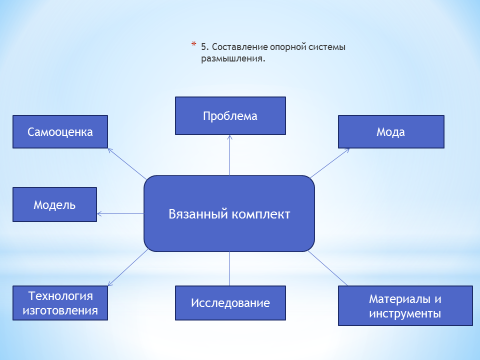 * 5. Составление опорной системы
размышления.
Проблема
Самооценка
Мода
Модель
Вязанный комплект
Технология
изготовления
Исследование
Материалы и
инструменты